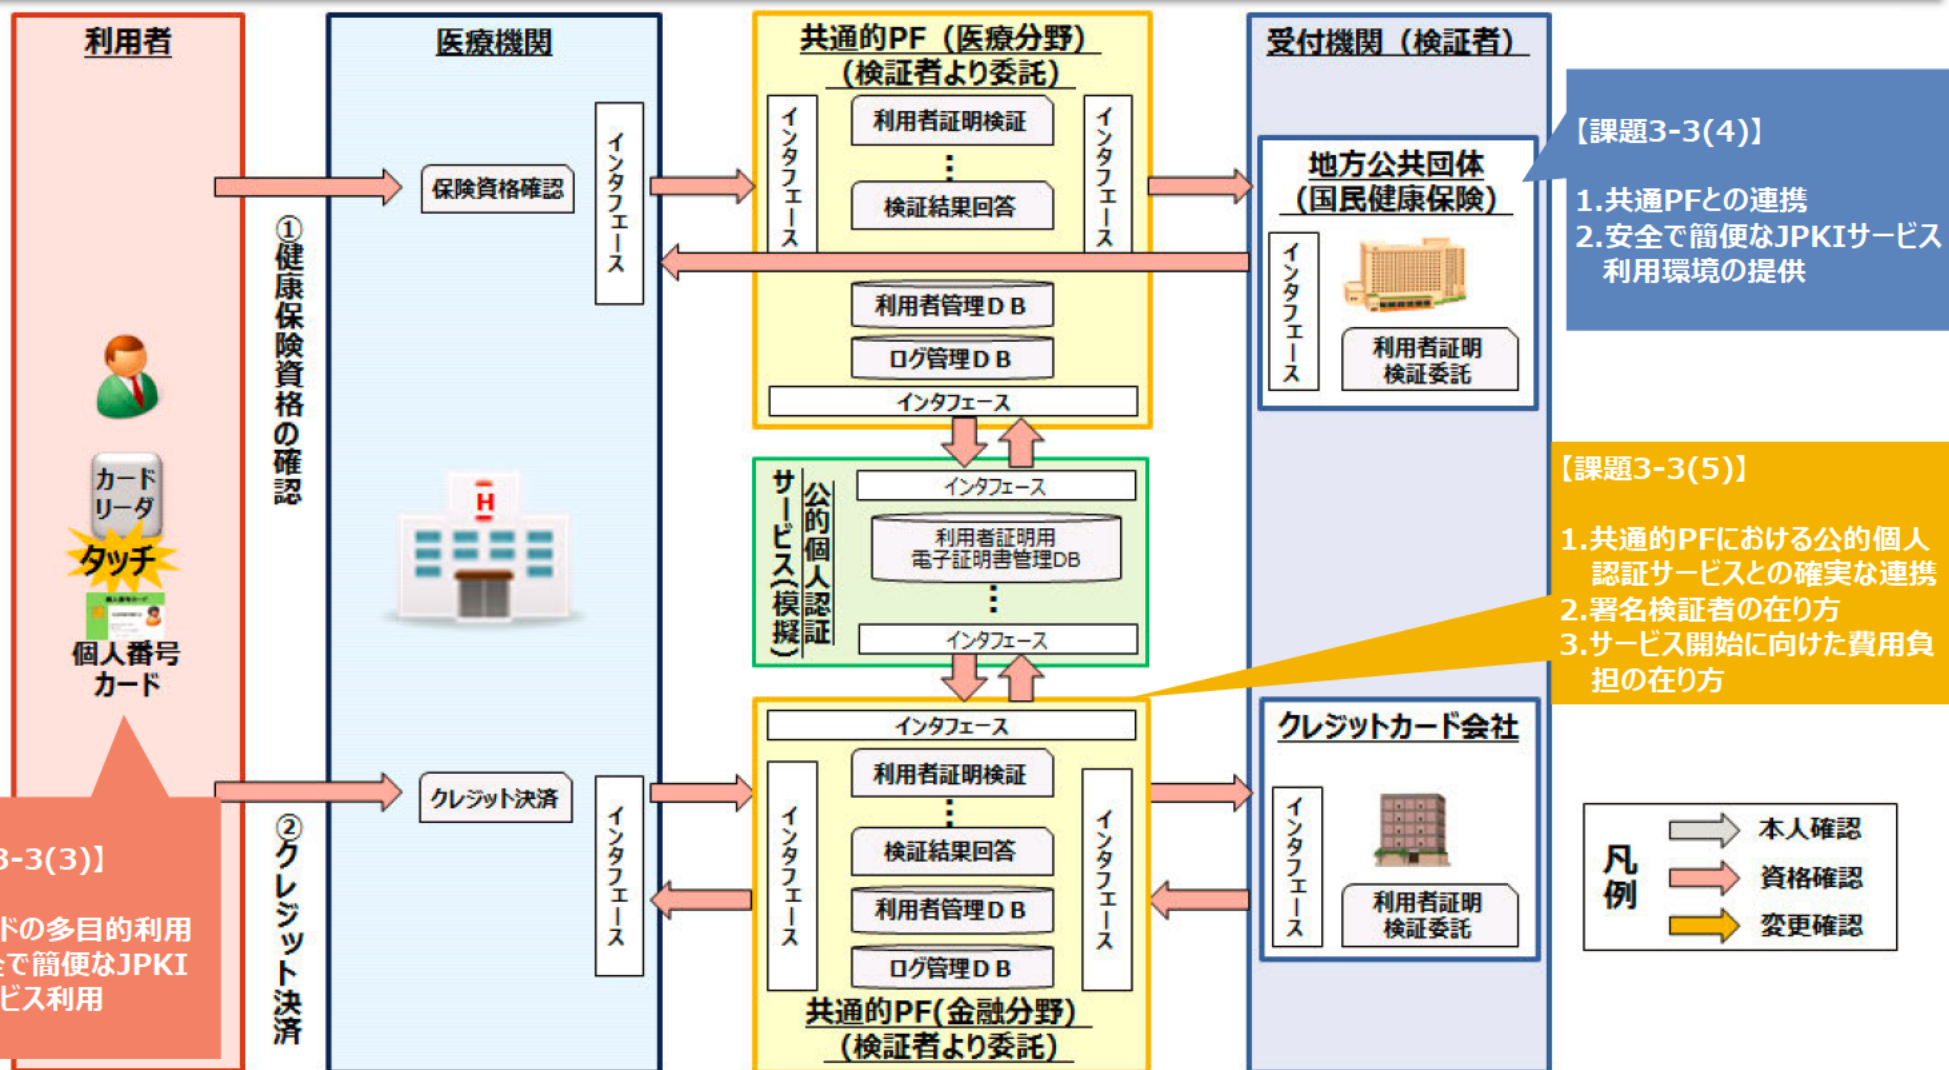 利用者
カード
リーダ
タッチ
個人番号カード
個人番号
カード
3-3(3)】
ドの多目的利用
全で簡便なJPKI
ビス利用
①健康保険資格の確認
②クレジット決済
医療機関
保険資格確認
インタフェース
H
クレジット決済
インタフェース
共通的PF（医療分野）
（検証者より委託）
インタフェース
利用者証明検証
⋮
検証結果回答
インタフェース
利用者管理DB
ログ管理DB
インタフェース
公的個人認証
サービス(模擬)
インタフェース
利用者証明用
電子証明書管理DB
⋮
インタフェース
インタフェース
インタフェース
利用者証明検証
⋮
検証結果回答
利用者管理DB
ログ管理DB
インタフェース
共通的PF(金融分野)
（検証者より委託）
受付機関（検証者）
地方公共団体
（国民健康保険）
インタフェース
利用者証明
検証委託
クレジットカード会社
インタフェース
利用者証明
検証委託
【課題3-3(4)】
1.共通PFとの連携
2.安全で簡便なJPKIサービス
利用環境の提供
【課題3-3(5)】
1.共通的PFにおける公的個人
認証サービスとの確実な連携
2.署名検証者の在り方
3.サービス開始に向けた費用負
担の在り方
凡例
本人確認
資格確認
変更確認